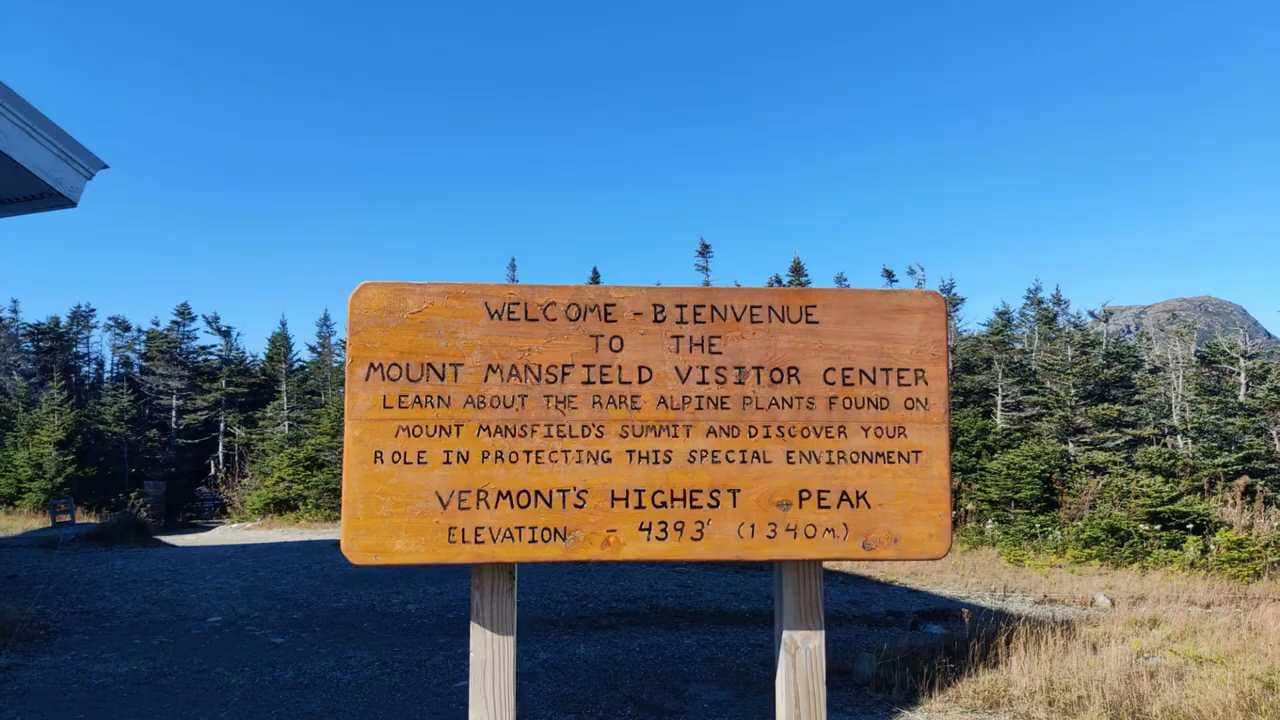 WELCOME - BIENVENUE
TO THE
MOUNT MANSFIELD VISITOR CENTER
LEARN ABOUT THE RARE ALPINE PLANTS FOUND ON
MOUNT MANSFIELD'S SUMMIT AND DISCOVER YOUR
ROLE IN PROTECTING THIS SPECIAL ENVIRONMENT
VERMONT'S HIGHEST PEAK
ELEVATION - 4393' (1340m.)